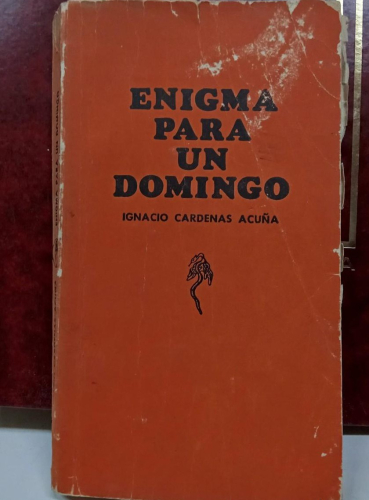 ENIGMA
PARA
UN
DOMINGO
IGNACIO CARDENAS ACUÑA